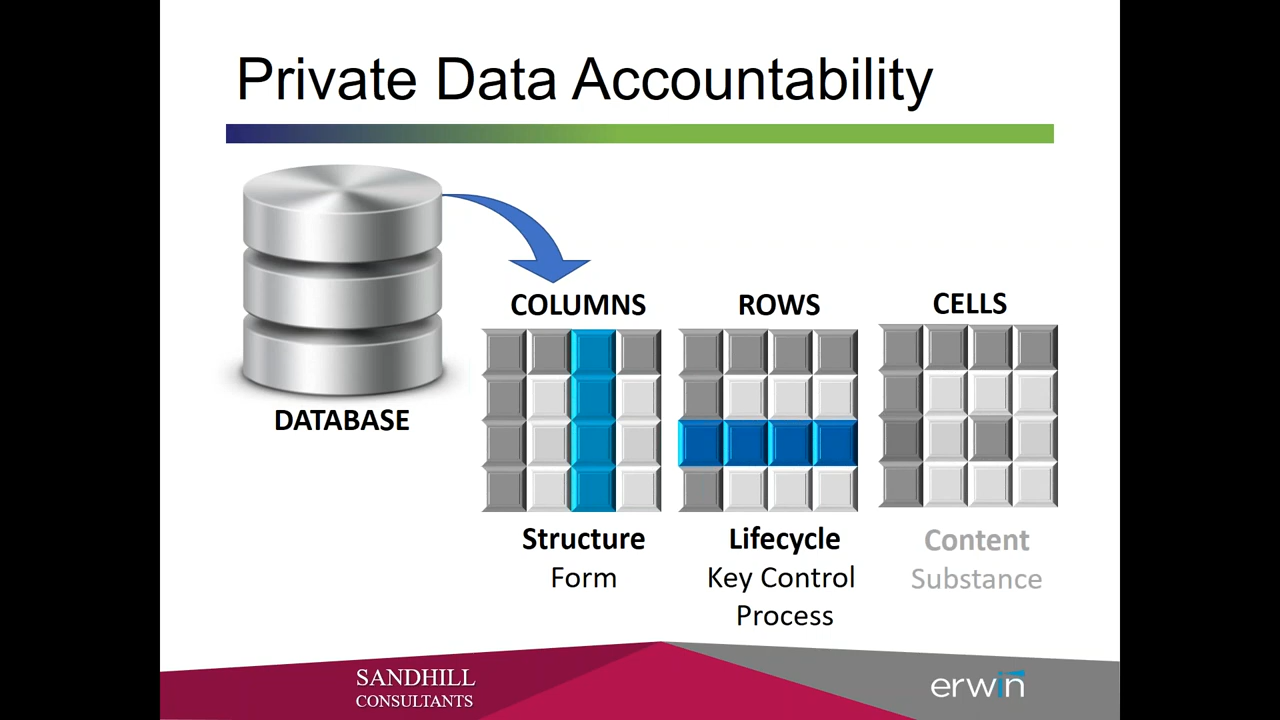 Private Data Accountability
DATABASE
COLUMNS
ROWS
CELLS
Structure
Form
Lifecycle
Key Control
Process
Content
Substance
SANDHILL
CONSULTANTS
erwin